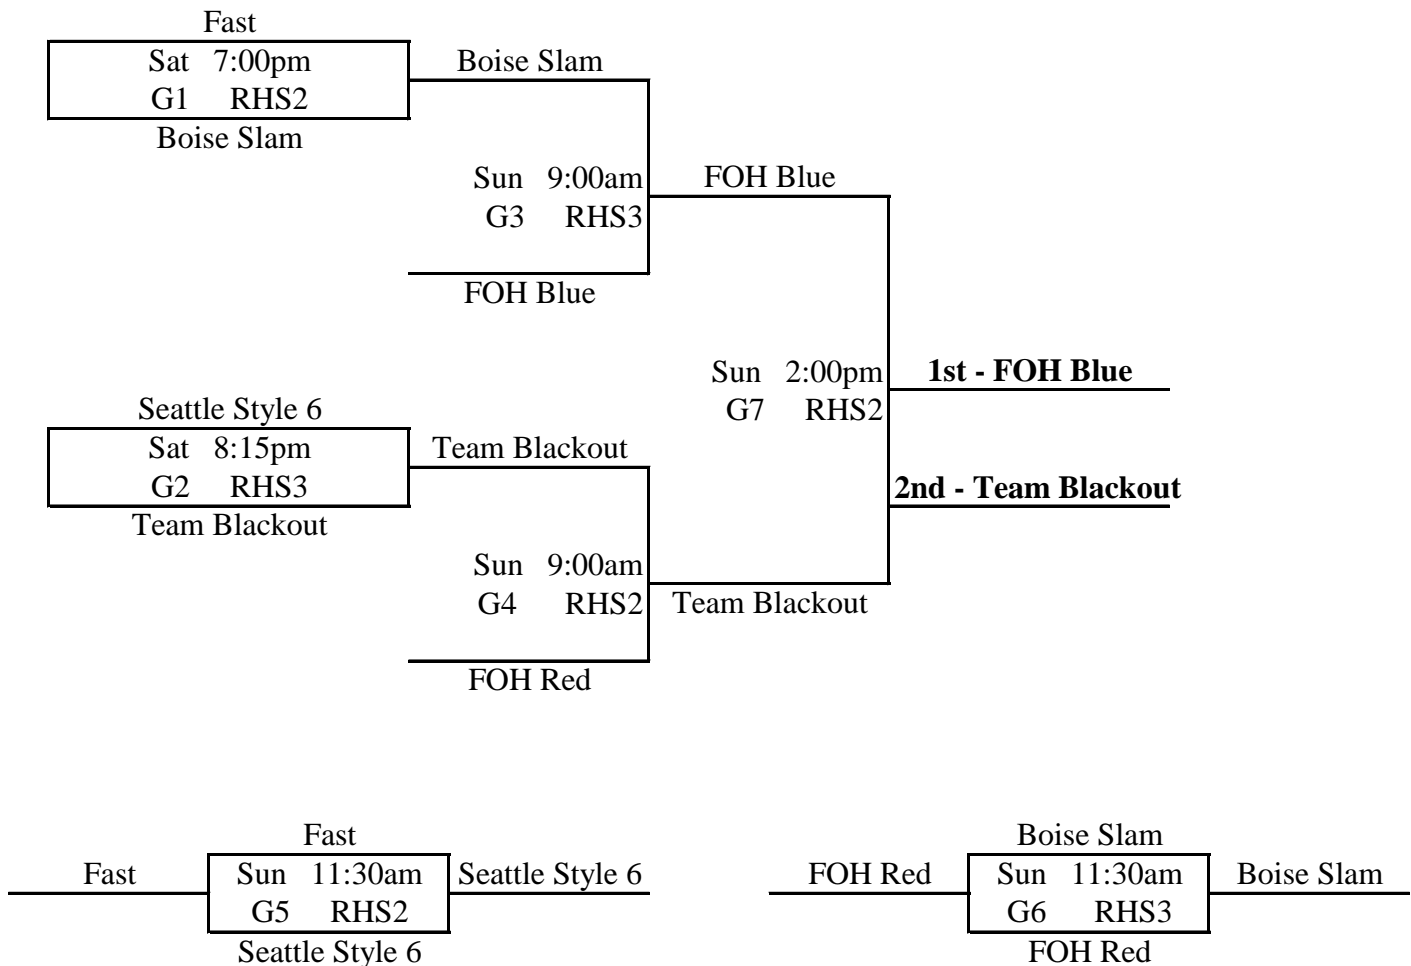 Fast
Sat 7:00pm
G1 RHS2
Boise Slam
Boise Slam
Sun 9:00am
G3 RHS3
FOH Blue
FOH Blue
Sun 2:00pm
G7 RHS2
1st - FOH Blue
2nd - Team Blackout
Seattle Style 6
Sat 8:15pm
G2 RHS3
Team Blackout
Team Blackout
Sun 9:00am
G4 RHS2
Team Blackout
FOH Red
Fast
Fast
Sun 11:30am
G5 RHS2
Seattle Style 6
Seattle Style 6
Boise Slam
FOH Red
Sun 11:30am
G6 RHS3
Boise Slam
FOH Red